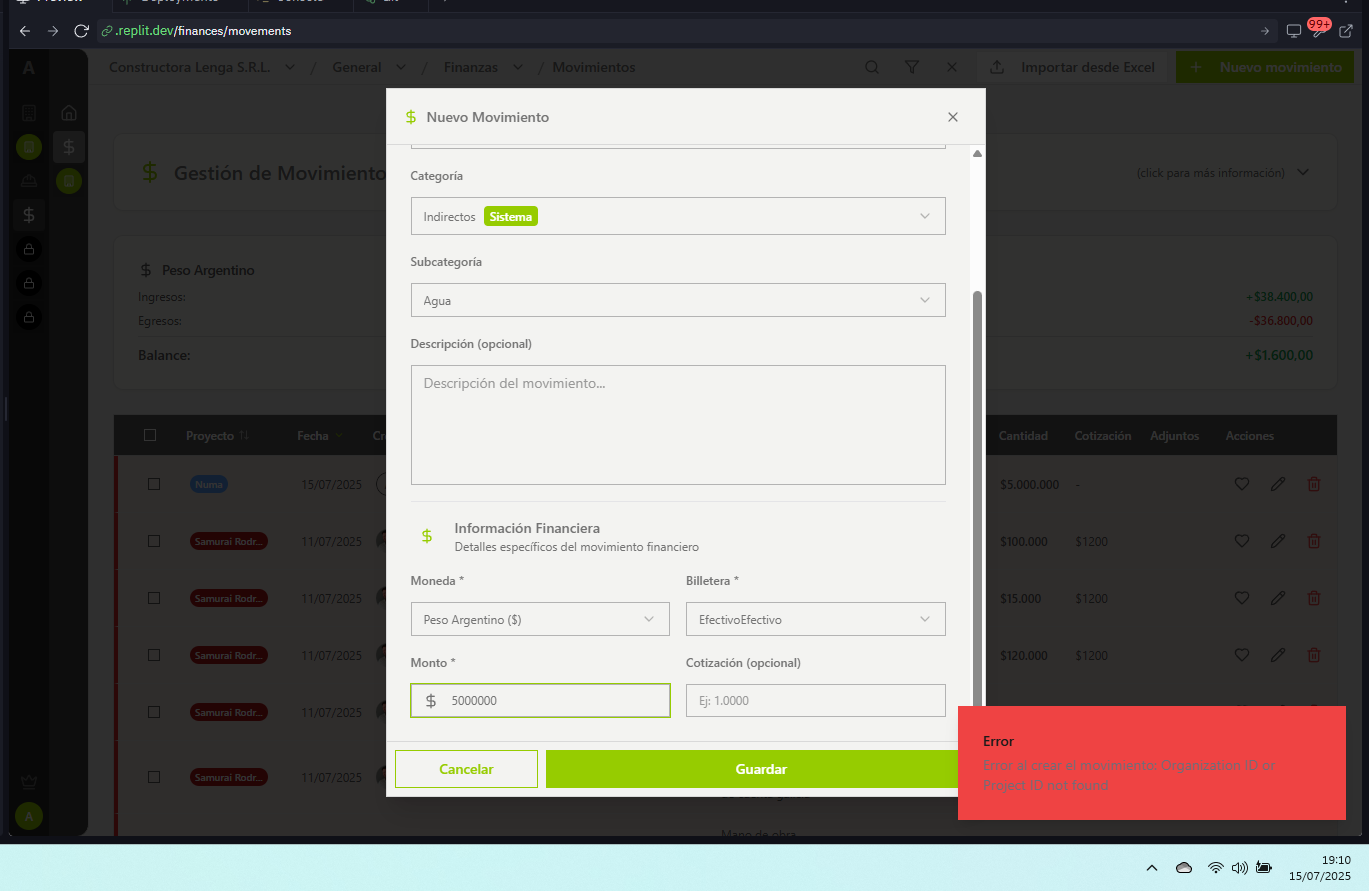 .replit.dev/finances/movements
99+
A
Constructora Lenga S.R.L. / General / Finanzas / Movimientos
Importar desde Excel
+ Nuevo movimiento
$ Nuevo Movimiento
$ Gestión de Movimiento
(click para más información)
Categoría
Indirectos Sistema
Subcategoría
Agua
Descripción (opcional)
Descripción del movimiento...
$ Información Financiera
Detalles específicos del movimiento financiero
Moneda * Billetera *
Peso Argentino ($) EfectivoEfectivo
Monto * Cotización (opcional)
$ 5000000 Ej: 1.0000
Cancelar Guardar
$ Peso Argentino
Ingresos: +$38.400,00
Egresos: -$36.800,00
Balance: +$1.600,00
Proyecto Fecha Cantidad Cotización Adjuntos Acciones
Numa 15/07/2025 $5.000.000 -
Samurai Rodr... 11/07/2025 $100.000 $1200
Samurai Rodr... 11/07/2025 $15.000 $1200
Samurai Rodr... 11/07/2025 $120.000 $1200
Samurai Rodr... 11/07/2025
Samurai Rodr... 11/07/2025
Mano de obra
A
Error
Error al crear el movimiento: Organization ID or
Project ID not found
19:10
15/07/2025